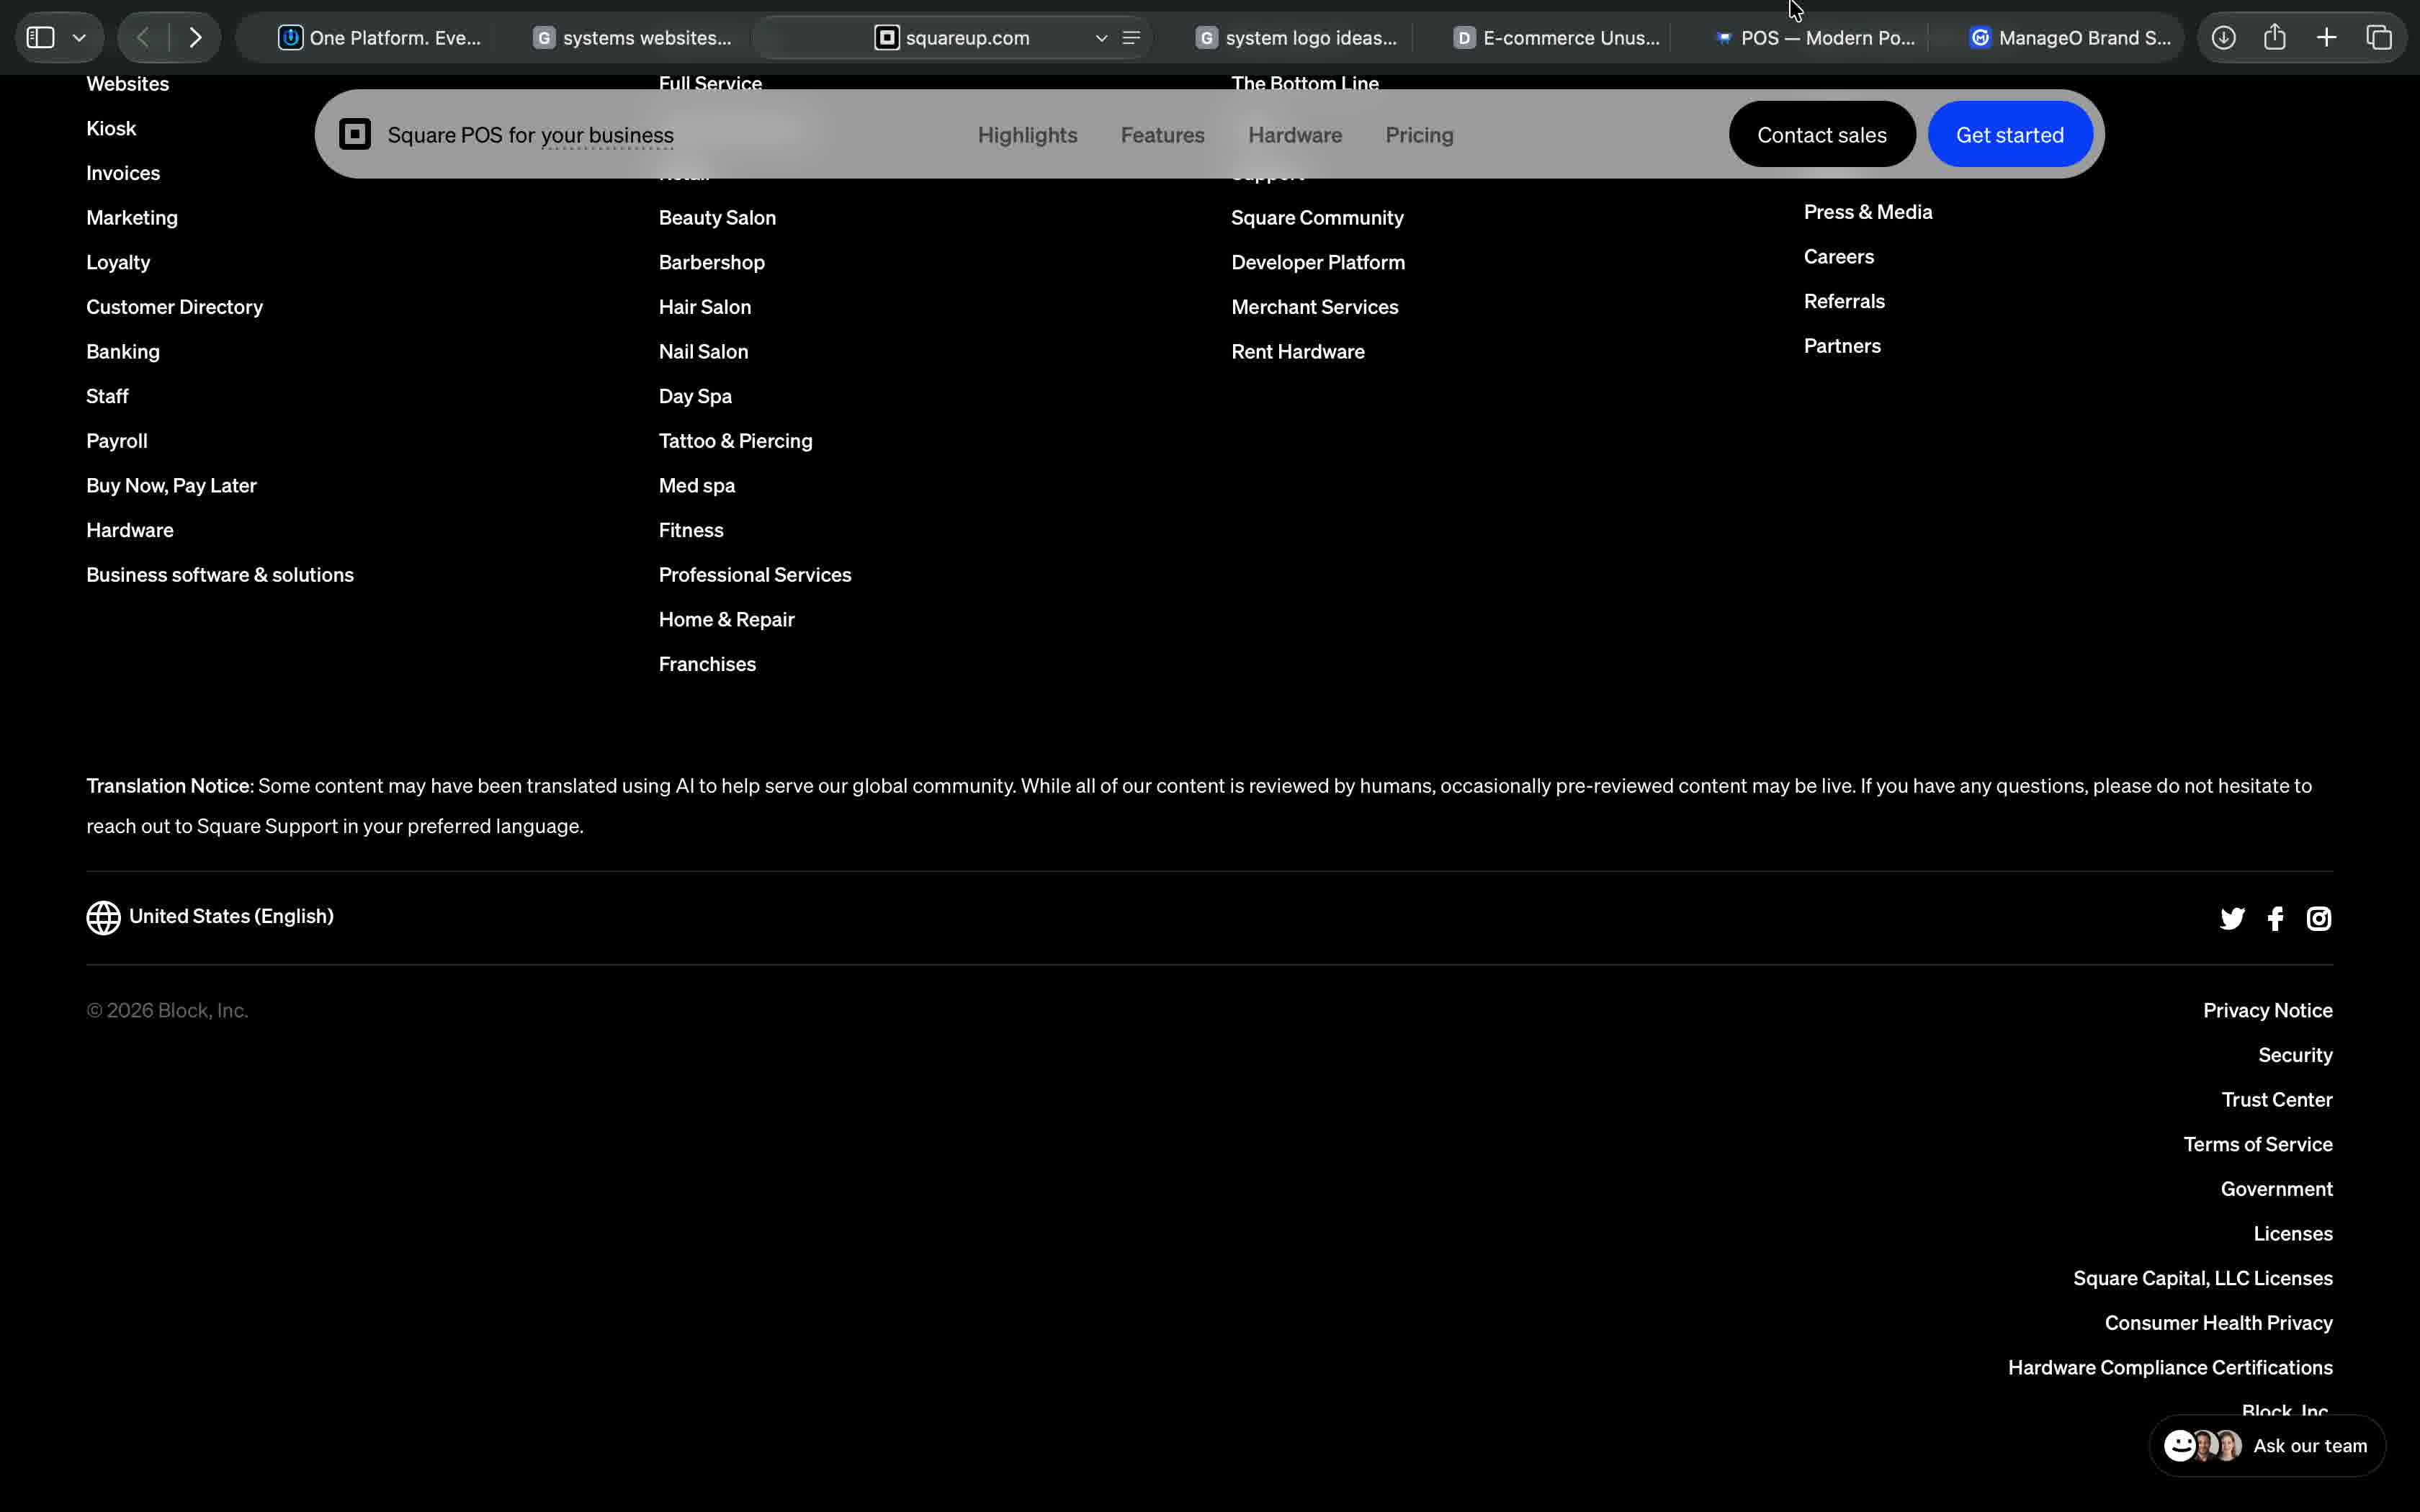 One Platform. Eve...
systems websites...
squareup.com
system logo ideas...
E-commerce Unus...
POS — Modern Po...
ManageO Brand S...
Square POS for your business
Highlights
Features
Hardware
Pricing
Contact sales
Get started
Websites
Kiosk
Invoices
Marketing
Loyalty
Customer Directory
Banking
Staff
Payroll
Buy Now, Pay Later
Hardware
Business software & solutions
Full Service
Retail
Beauty Salon
Barbershop
Hair Salon
Nail Salon
Day Spa
Tattoo & Piercing
Med spa
Fitness
Professional Services
Home & Repair
Franchises
The Bottom Line
Support
Square Community
Developer Platform
Merchant Services
Rent Hardware
Press & Media
Careers
Referrals
Partners
Translation Notice: Some content may have been translated using AI to help serve our global community. While all of our content is reviewed by humans, occasionally pre-reviewed content may be live. If you have any questions, please do not hesitate to
reach out to Square Support in your preferred language.
United States (English)
© 2026 Block, Inc.
Privacy Notice
Security
Trust Center
Terms of Service
Government
Licenses
Square Capital, LLC Licenses
Consumer Health Privacy
Hardware Compliance Certifications
Block, Inc.
Ask our team